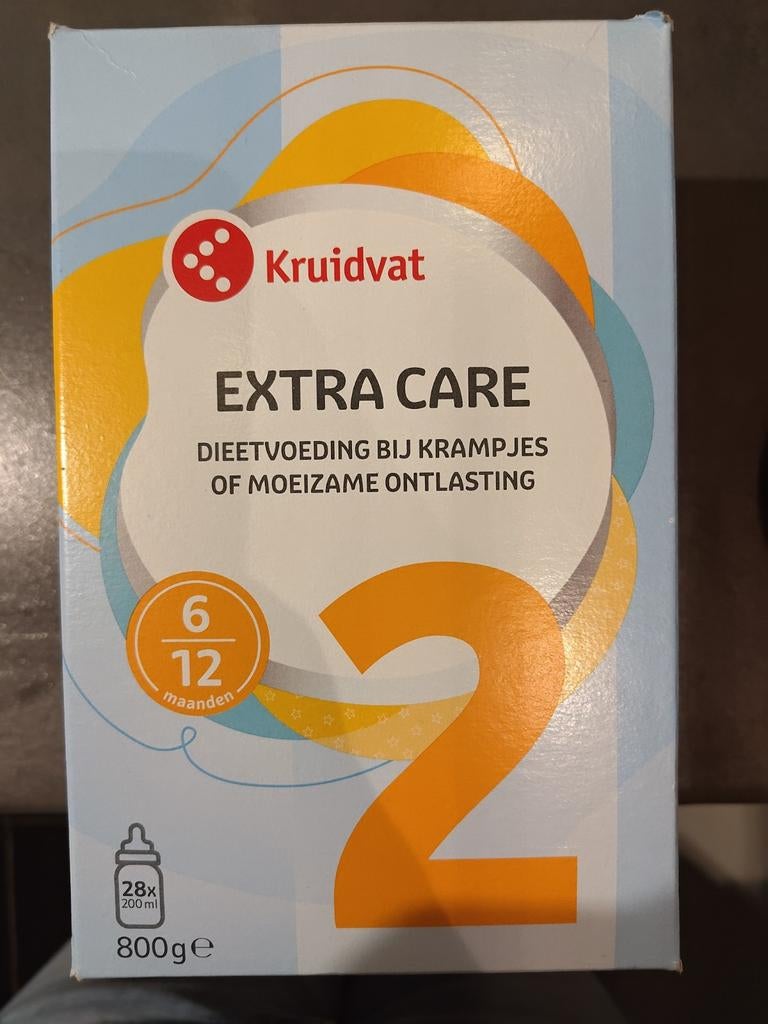 Kruidvat
EXTRA CARE
DIEETVOEDING BIJ KRAMPJES
OF MOEIZAME ONTLASTING
2
6
12
maanden
28x
200 ml
800g ℮